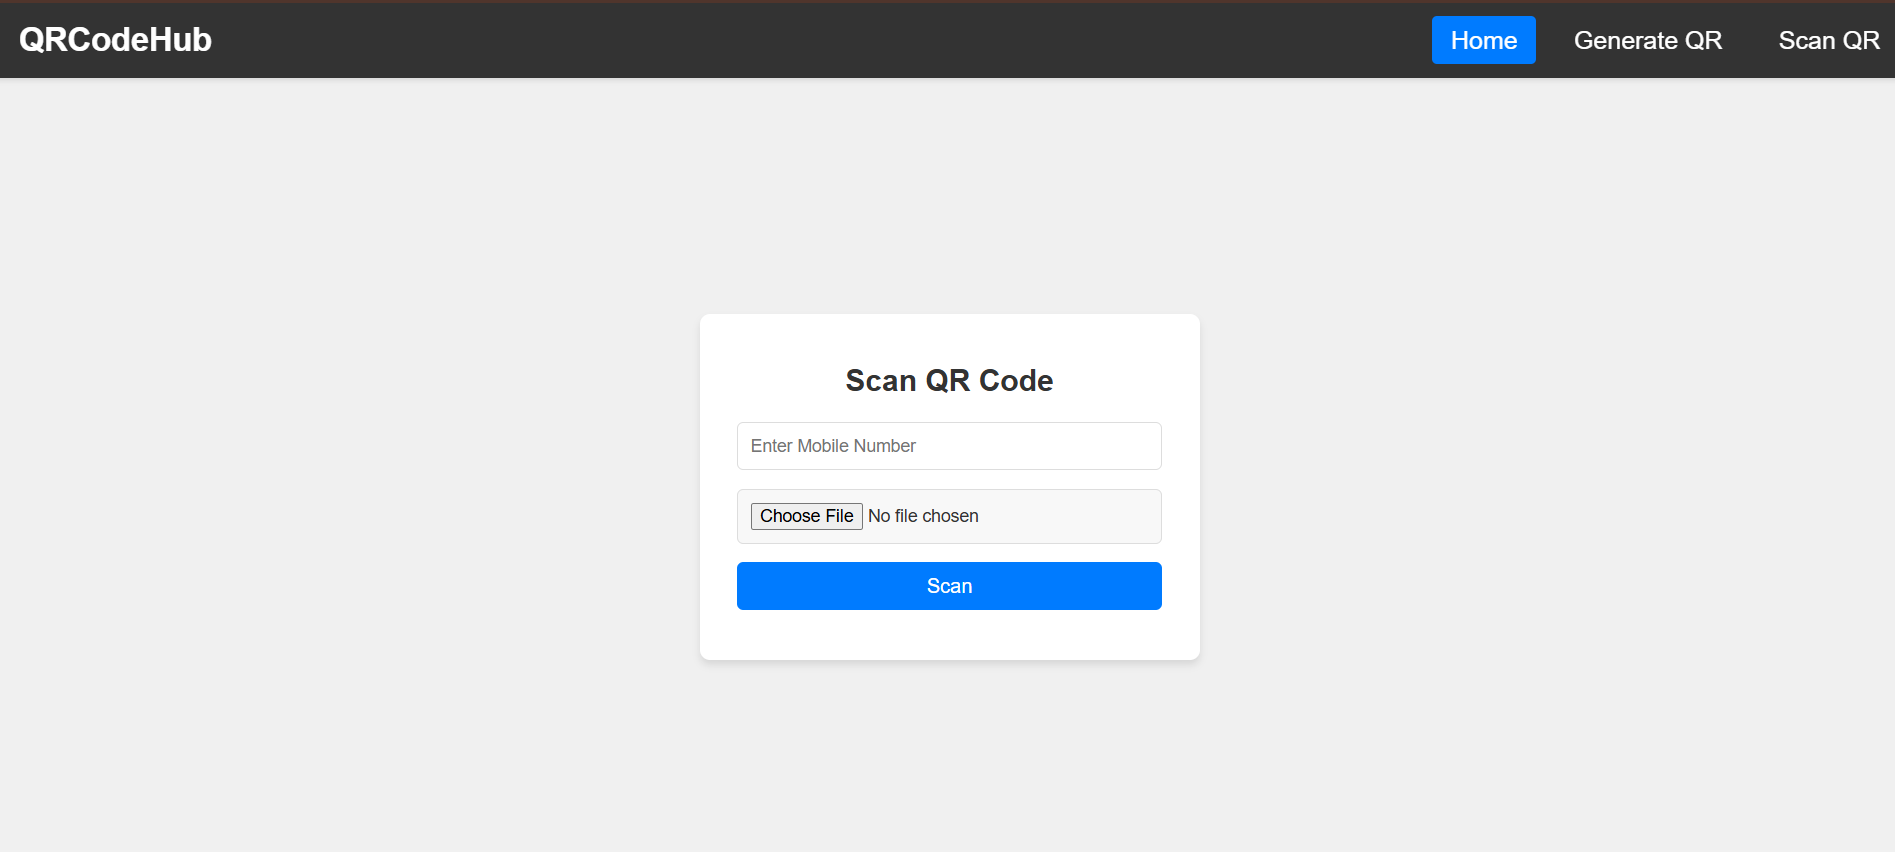 QRCodeHub Home Generate QR Scan QR
Scan QR Code
Enter Mobile Number
Choose File No file chosen
Scan